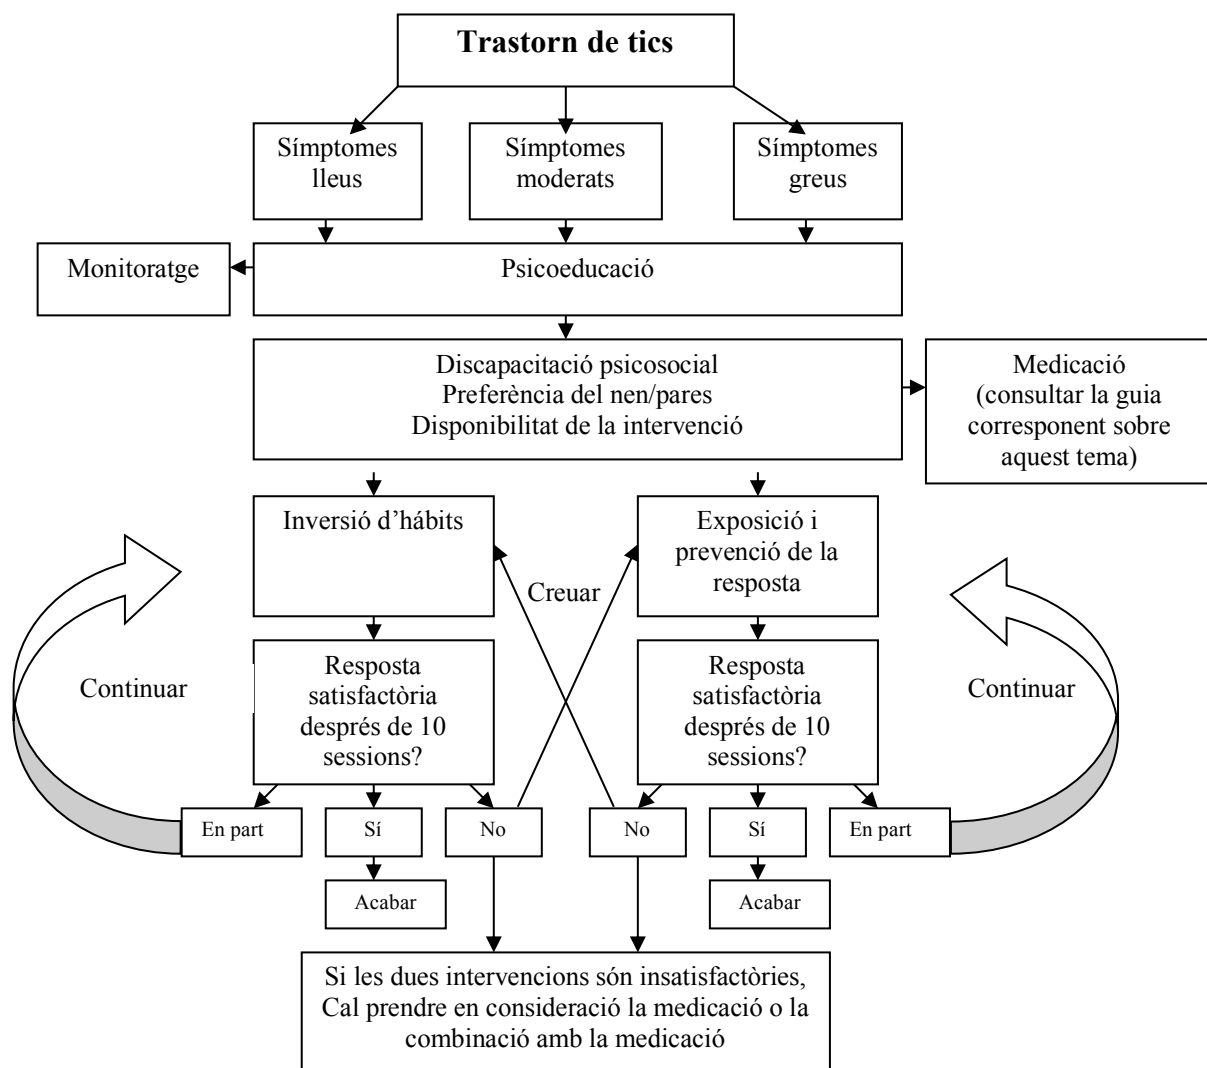 Trastorn de tics
Símptomes
lleus
Símptomes
moderats
Símptomes
greus
Monitoratge
Psicoeducació
Discapacitació psicosocial
Preferència del nen/pares
Disponibilitat de la intervenció
Medicació
(consultar la guia
corresponent sobre
aquest tema)
Inversió d’hábits
Exposició i
prevenció de la
resposta
Creuar
Continuar
Resposta
satisfactòria
després de 10
sessions?
Resposta
satisfactòria
després de 10
sessions?
Continuar
En part
Sí
No
No
Sí
En part
Acabar
Acabar
Si les dues intervencions són insatisfactòries,
Cal prendre en consideració la medicació o la
combinació amb la medicació